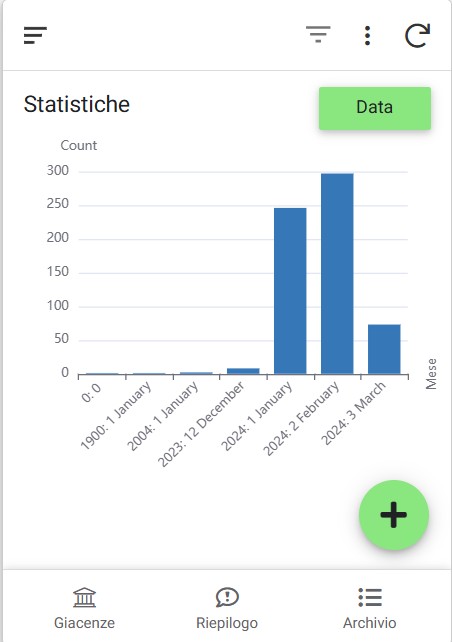 Statistiche
Data
Count
300
250
200
150
100
50
0
0: 0
1900: 1 January
2004: 1 January
2023: 12 December
2024: 1 January
2024: 2 February
2024: 3 March
Mese
Giacenze
Riepilogo
Archivio